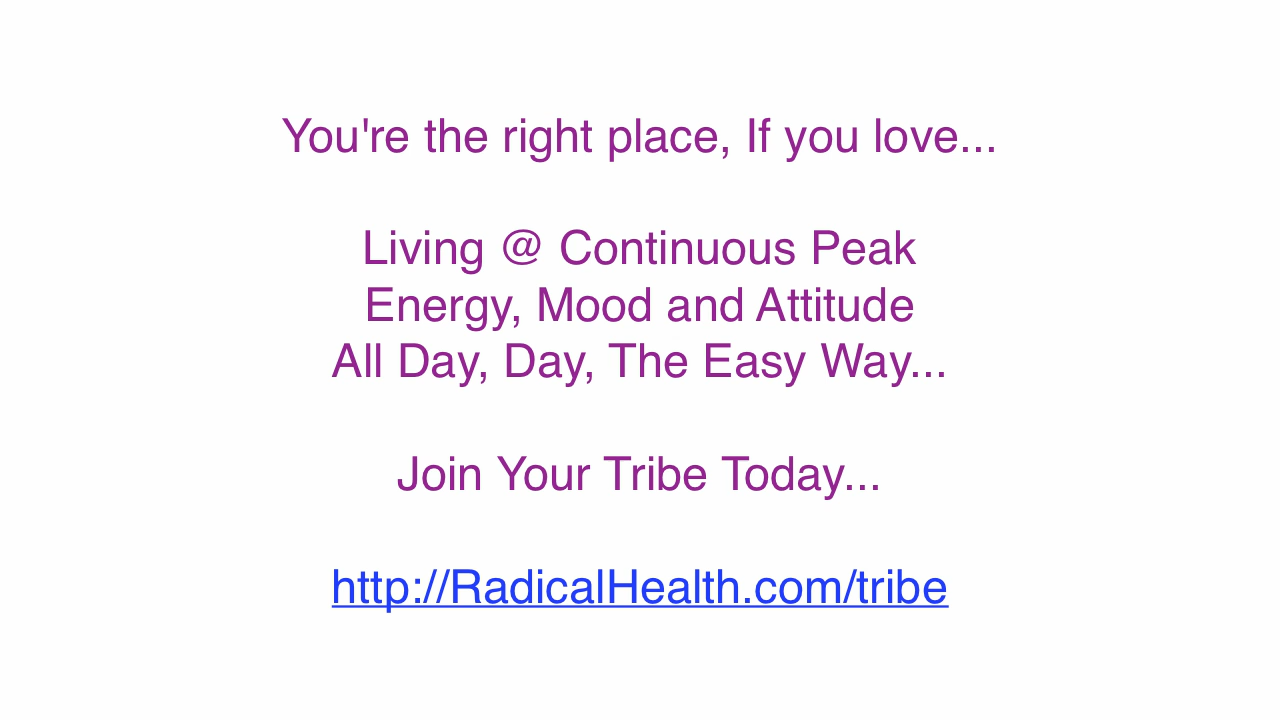 You're the right place, If you love...
Living @ Continuous Peak
Energy, Mood and Attitude
All Day, Day, The Easy Way...
Join Your Tribe Today...
http://RadicalHealth.com/tribe